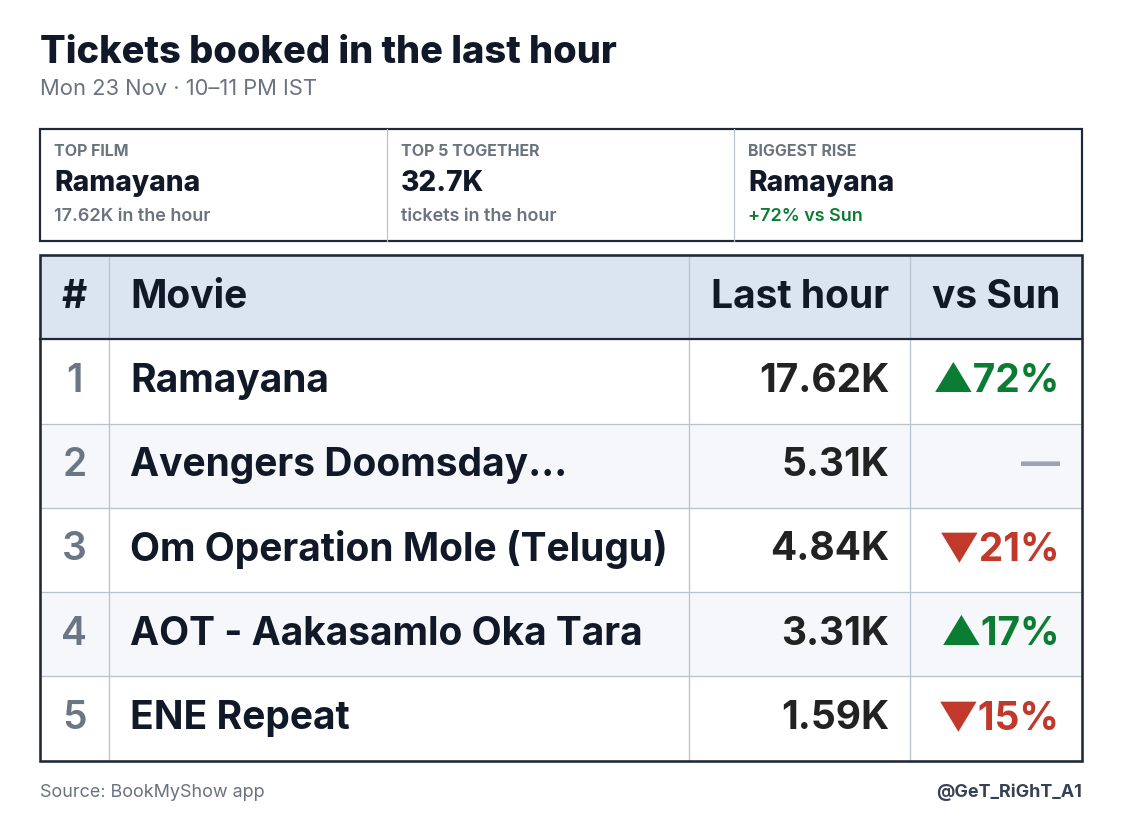 Tickets booked in the last hour
Mon 23 Nov · 10–11 PM IST
TOP FILM
Ramayana
17.62K in the hour
TOP 5 TOGETHER
32.7K
tickets in the hour
BIGGEST RISE
Ramayana
+72% vs Sun
# Movie Last hour vs Sun
1 Ramayana 17.62K ▲72%
2 Avengers Doomsday... 5.31K —
3 Om Operation Mole (Telugu) 4.84K ▼21%
4 AOT - Aakasamlo Oka Tara 3.31K ▲17%
5 ENE Repeat 1.59K ▼15%
Source: BookMyShow app
@GeT_RiGhT_A1